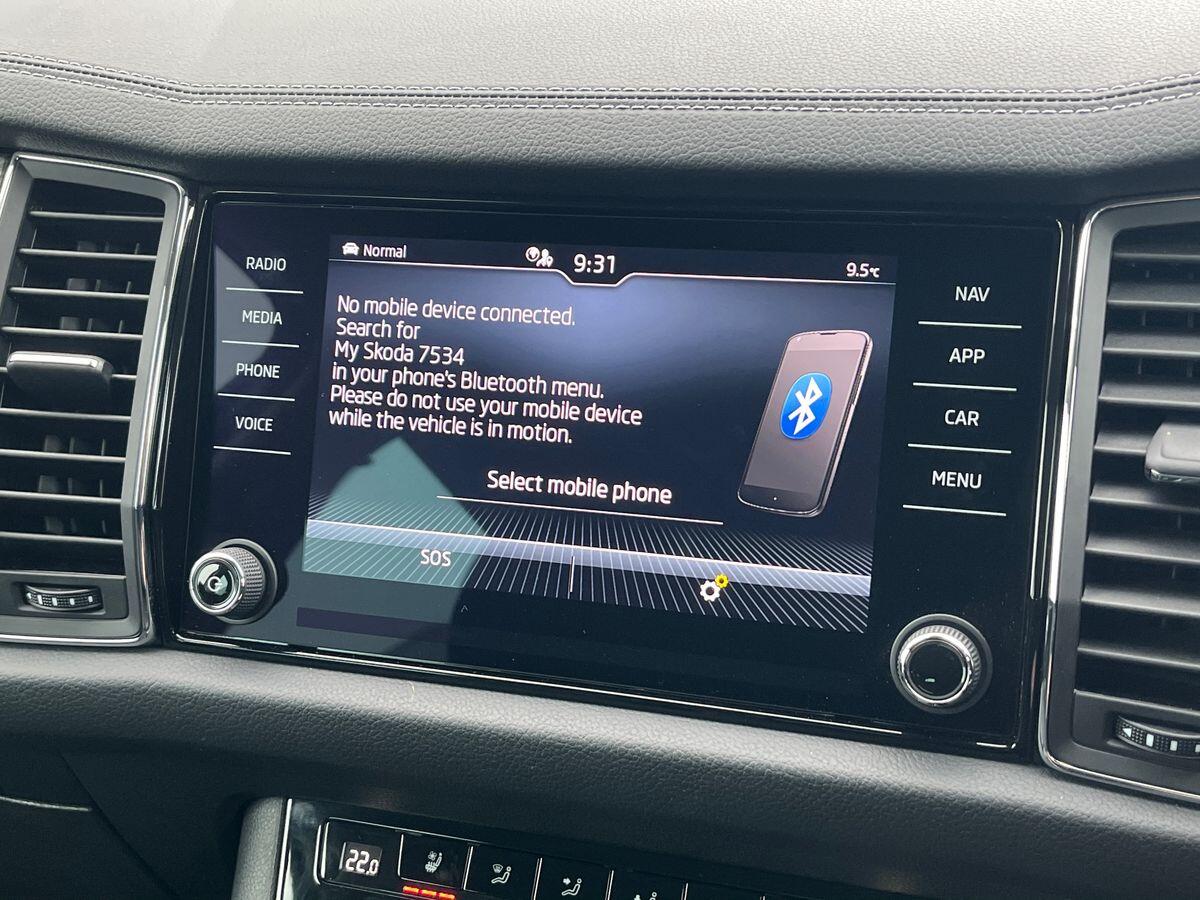 Normal
9:31
9.5°C
RADIO
MEDIA
PHONE
VOICE
No mobile device connected.
Search for
My Skoda 7534
in your phone's Bluetooth menu.
Please do not use your mobile device
while the vehicle is in motion.
Select mobile phone
SOS
NAV
APP
CAR
MENU
22.0